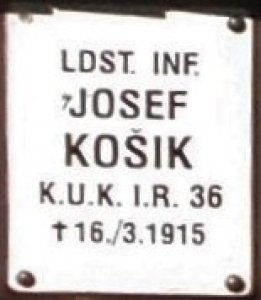 LDST. INF.
JOSEF
KOŠIK
K.U.K. I.R. 36
†16./3.1915